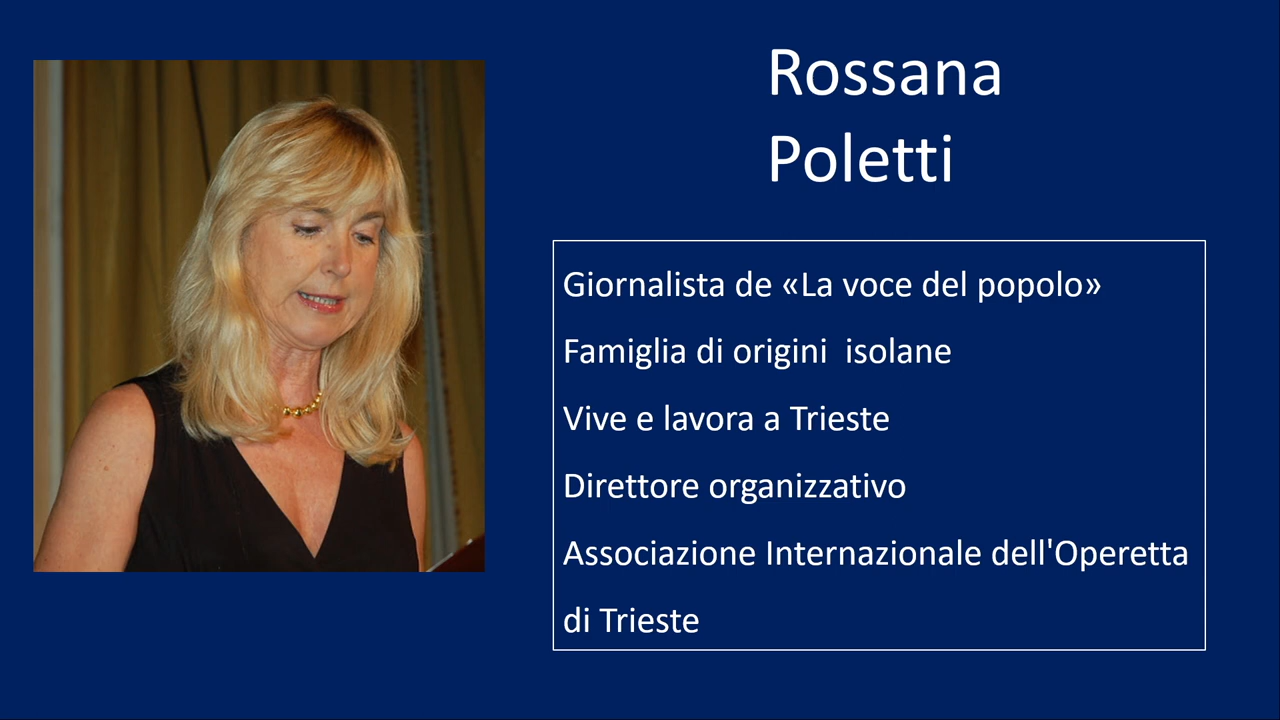 Rossana
Poletti
Giornalista de «La voce del popolo»
Famiglia di origini  isolane
Vive e lavora a Trieste
Direttore organizzativo
Associazione Internazionale dell'Operetta
di Trieste